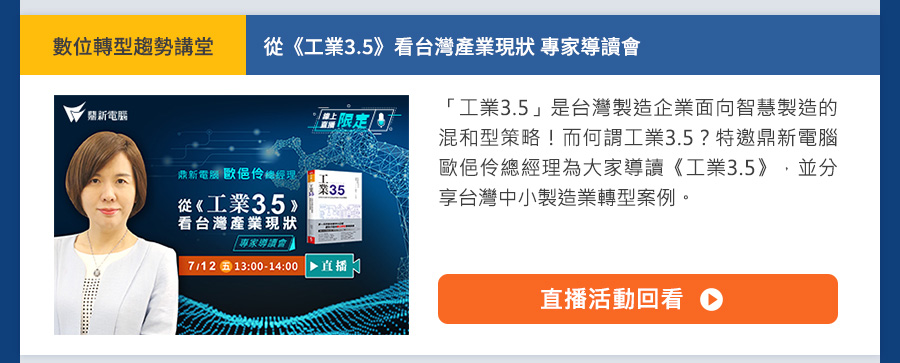 數位轉型趨勢講堂
從《工業3.5》看台灣產業現狀 專家導讀會
鼎新電腦
線上直播 限定
鼎新電腦 歐俋伶總經理
從《工業3.5》
看台灣產業現狀
專家導讀會
7/12 五 13:00-14:00
直播
工業35
「工業3.5」是台灣製造企業面向智慧製造的
混和型策略！而何謂工業3.5？特邀鼎新電腦
歐俋伶總經理為大家導讀《工業3.5》，並分
享台灣中小製造業轉型案例。
直播活動回看